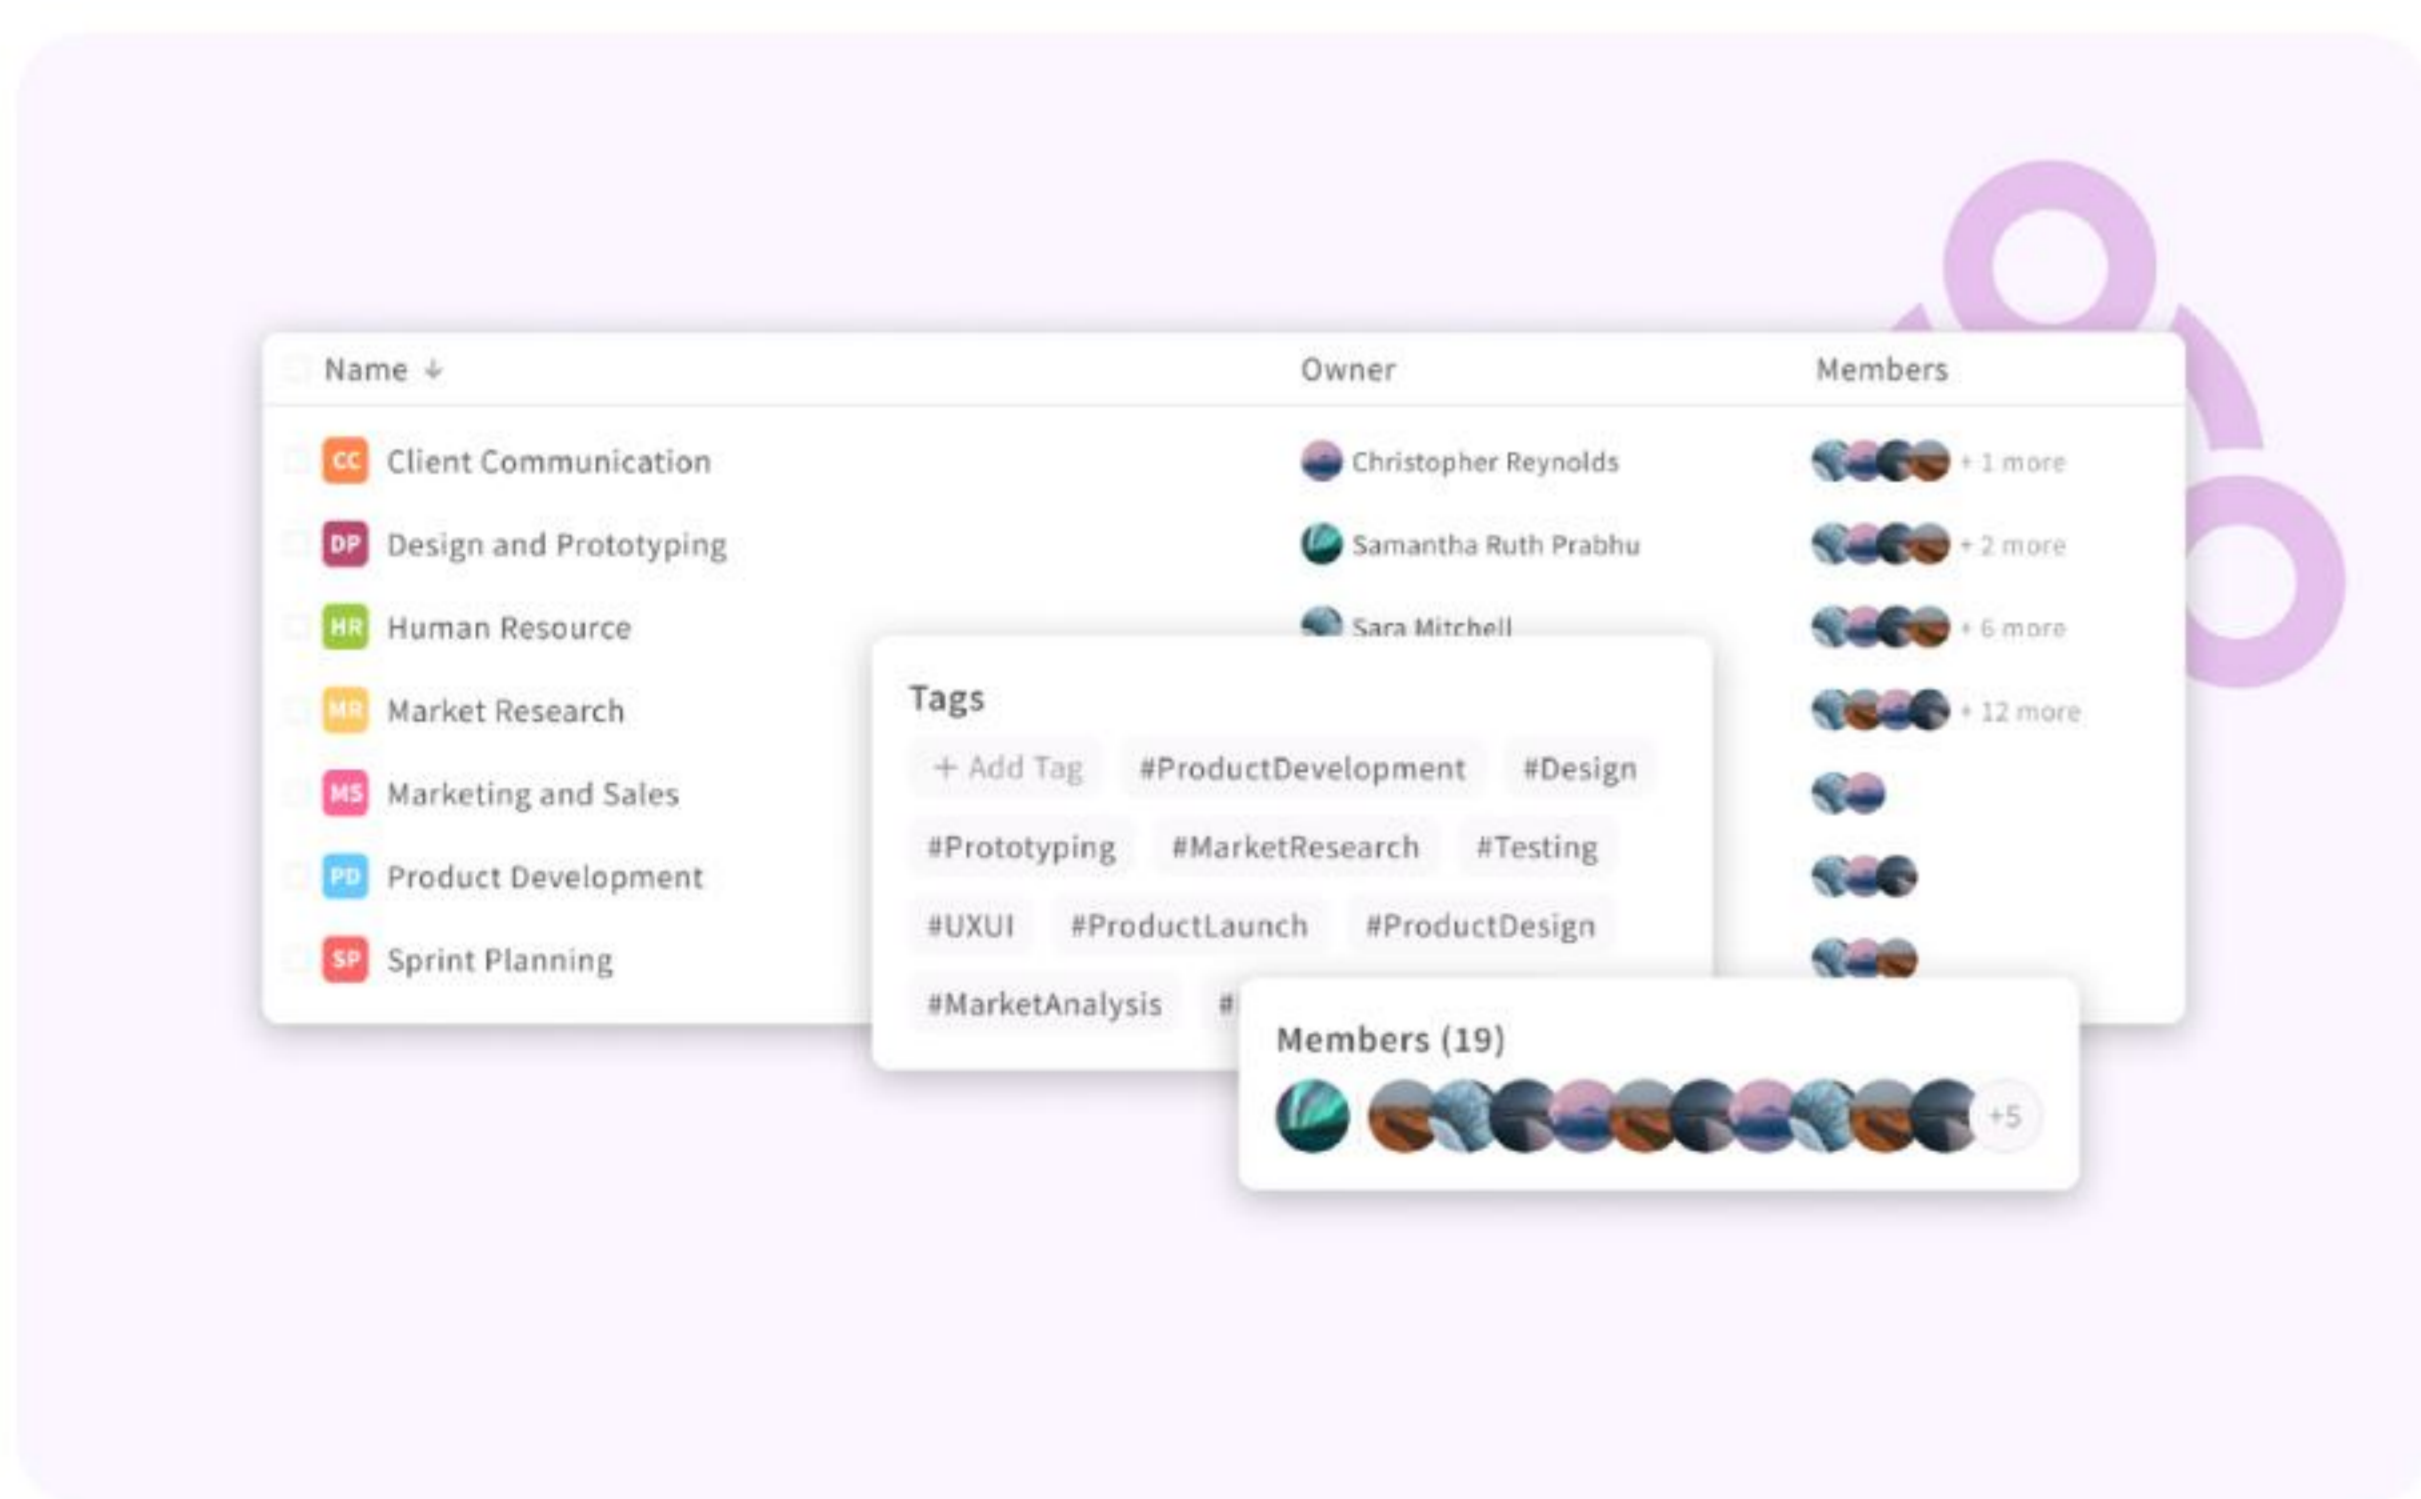 Name ↓ Owner Members
CC Client Communication Christopher Reynolds + 1 more
DP Design and Prototyping Samantha Ruth Prabhu + 2 more
HR Human Resource Sara Mitchell + 6 more
MR Market Research + 12 more
MS Marketing and Sales
PD Product Development
SP Sprint Planning
Tags
+ Add Tag #ProductDevelopment #Design
#Prototyping #MarketResearch #Testing
#UXUI #ProductLaunch #ProductDesign
#MarketAnalysis #
Members (19)
+5